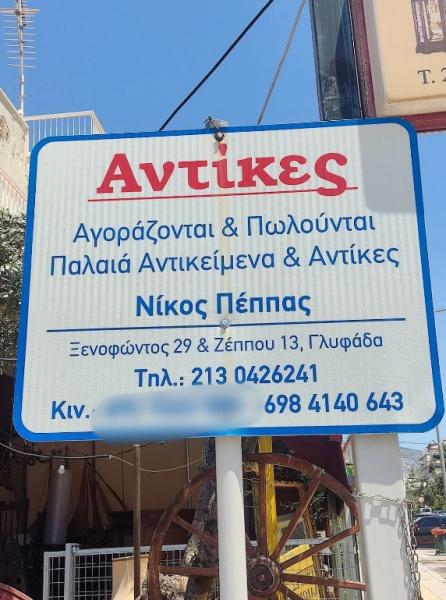 Τ. 2
Αντίκες
Αγοράζονται & Πωλούνται
Παλαιά Αντικείμενα & Αντίκες
Νίκος Πέππας
Ξενοφώντος 29 & Ζέππου 13, Γλυφάδα
Τηλ.: 213 0426241
Κιν. 698 4140 643